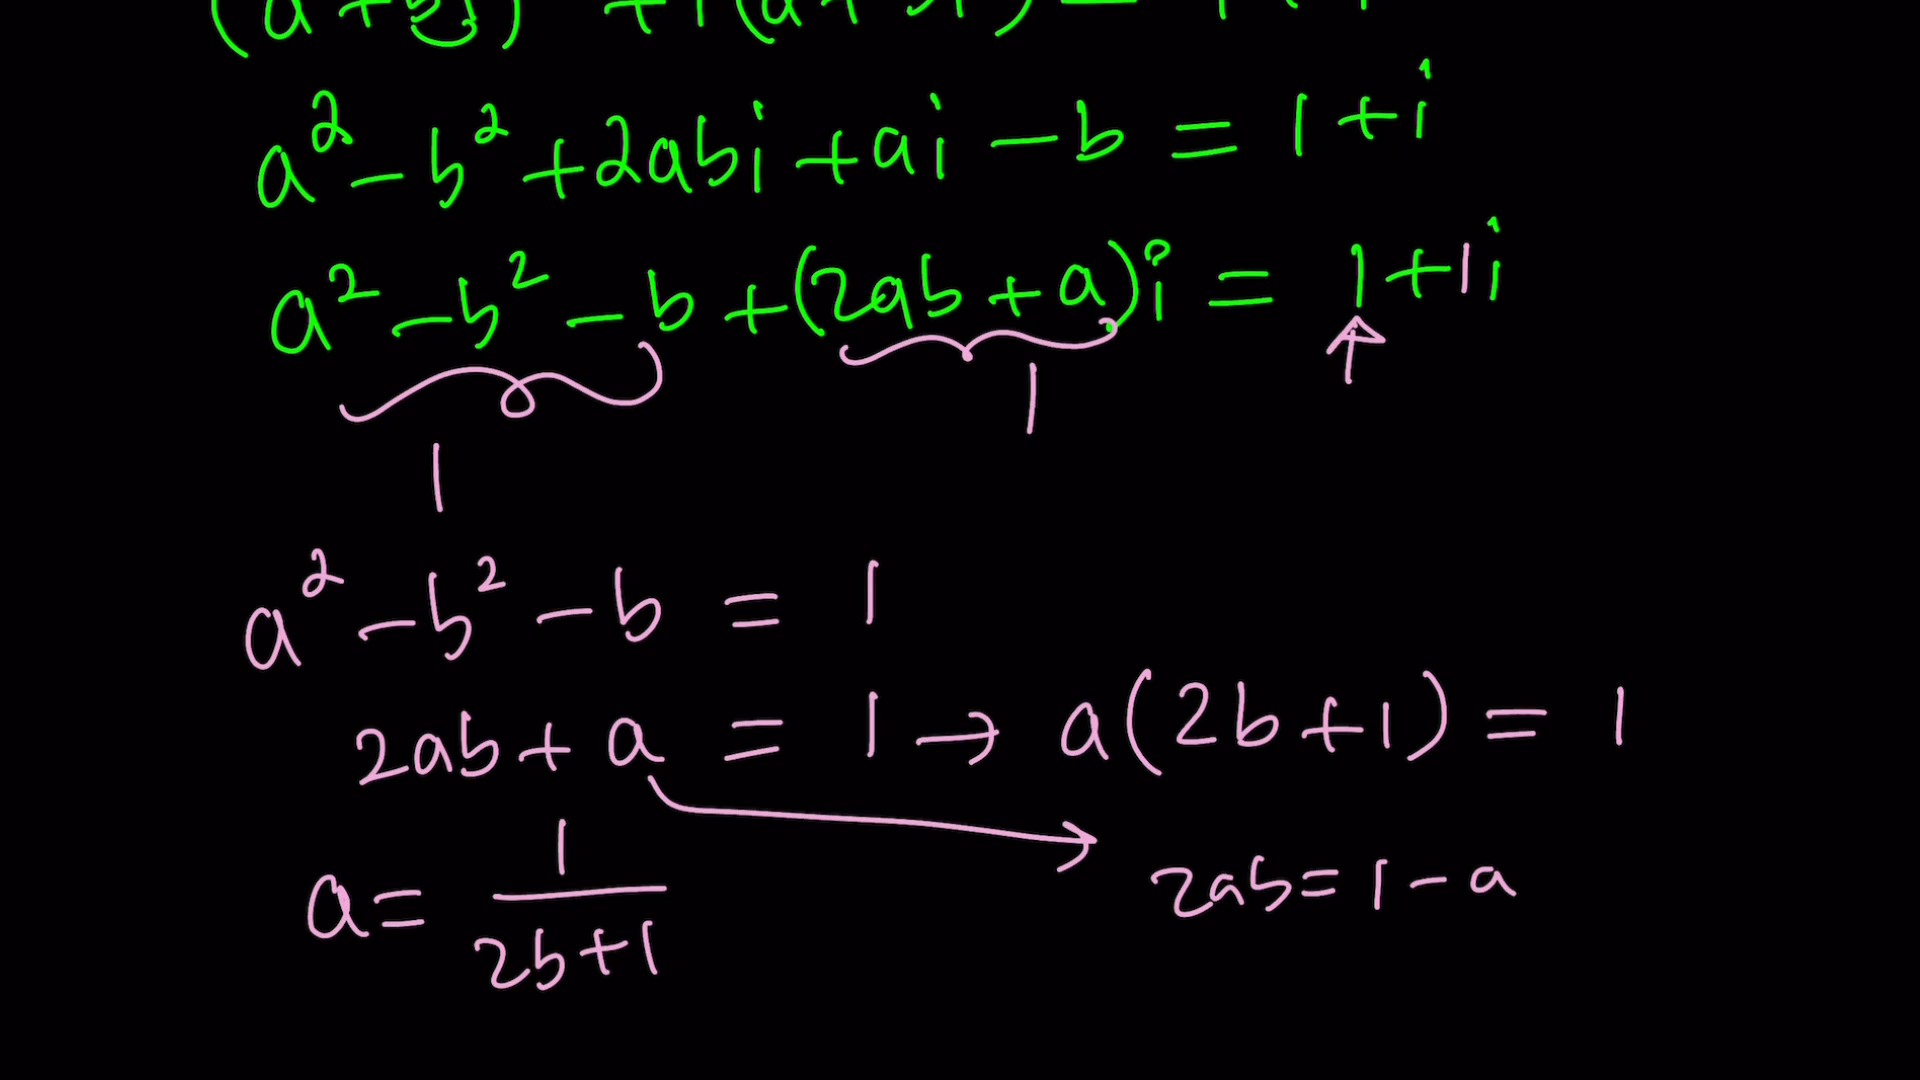 a² - b² + 2abi + ai - b = 1 + i
a² - b² - b + (2ab + a)i = 1 + 1i
1
1
a² - b² - b = 1
2ab + a = 1 → a(2b + 1) = 1
a = 1/(2b+1)
2ab = 1 - a